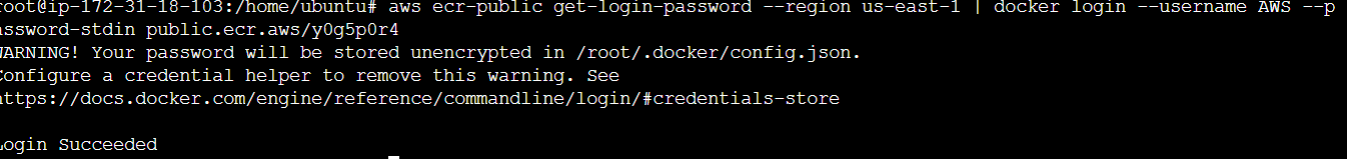 root@ip-172-31-18-103:/home/ubuntu# aws ecr-public get-login-password --region us-east-1 | docker login --username AWS --p
assword-stdin public.ecr.aws/y0g5p0r4
WARNING! Your password will be stored unencrypted in /root/.docker/config.json.
Configure a credential helper to remove this warning. See
https://docs.docker.com/engine/reference/commandline/login/#credentials-store
Login Succeeded